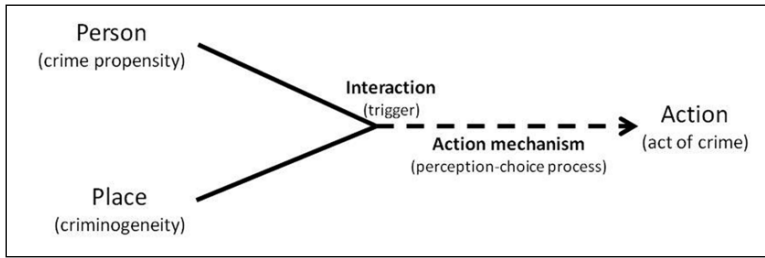 Person
(crime propensity)
Interaction
(trigger)
Action mechanism
(perception-choice process)
Action
(act of crime)
Place
(criminogeneity)